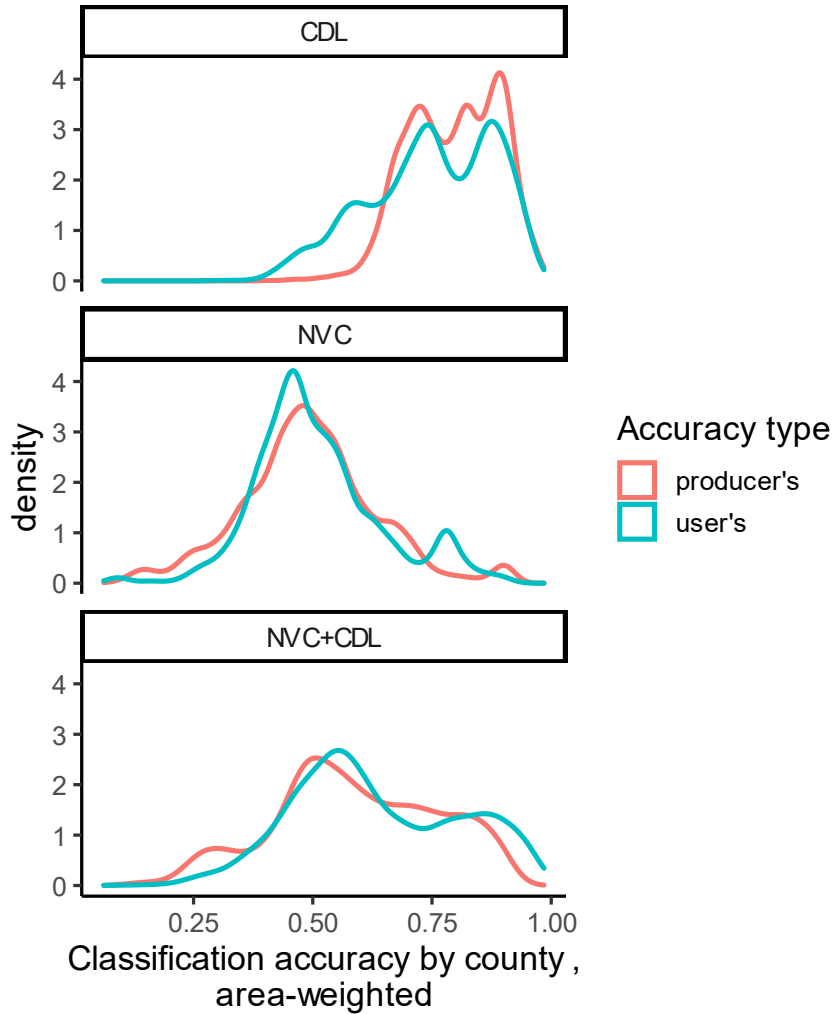 CDL
4
3
2
1
0
NVC
4
3
2
1
0
NVC+CDL
4
3
2
1
0
0.25 0.50 0.75 1.00
density
Classification accuracy by county,
area-weighted
Accuracy type
producer's
user's